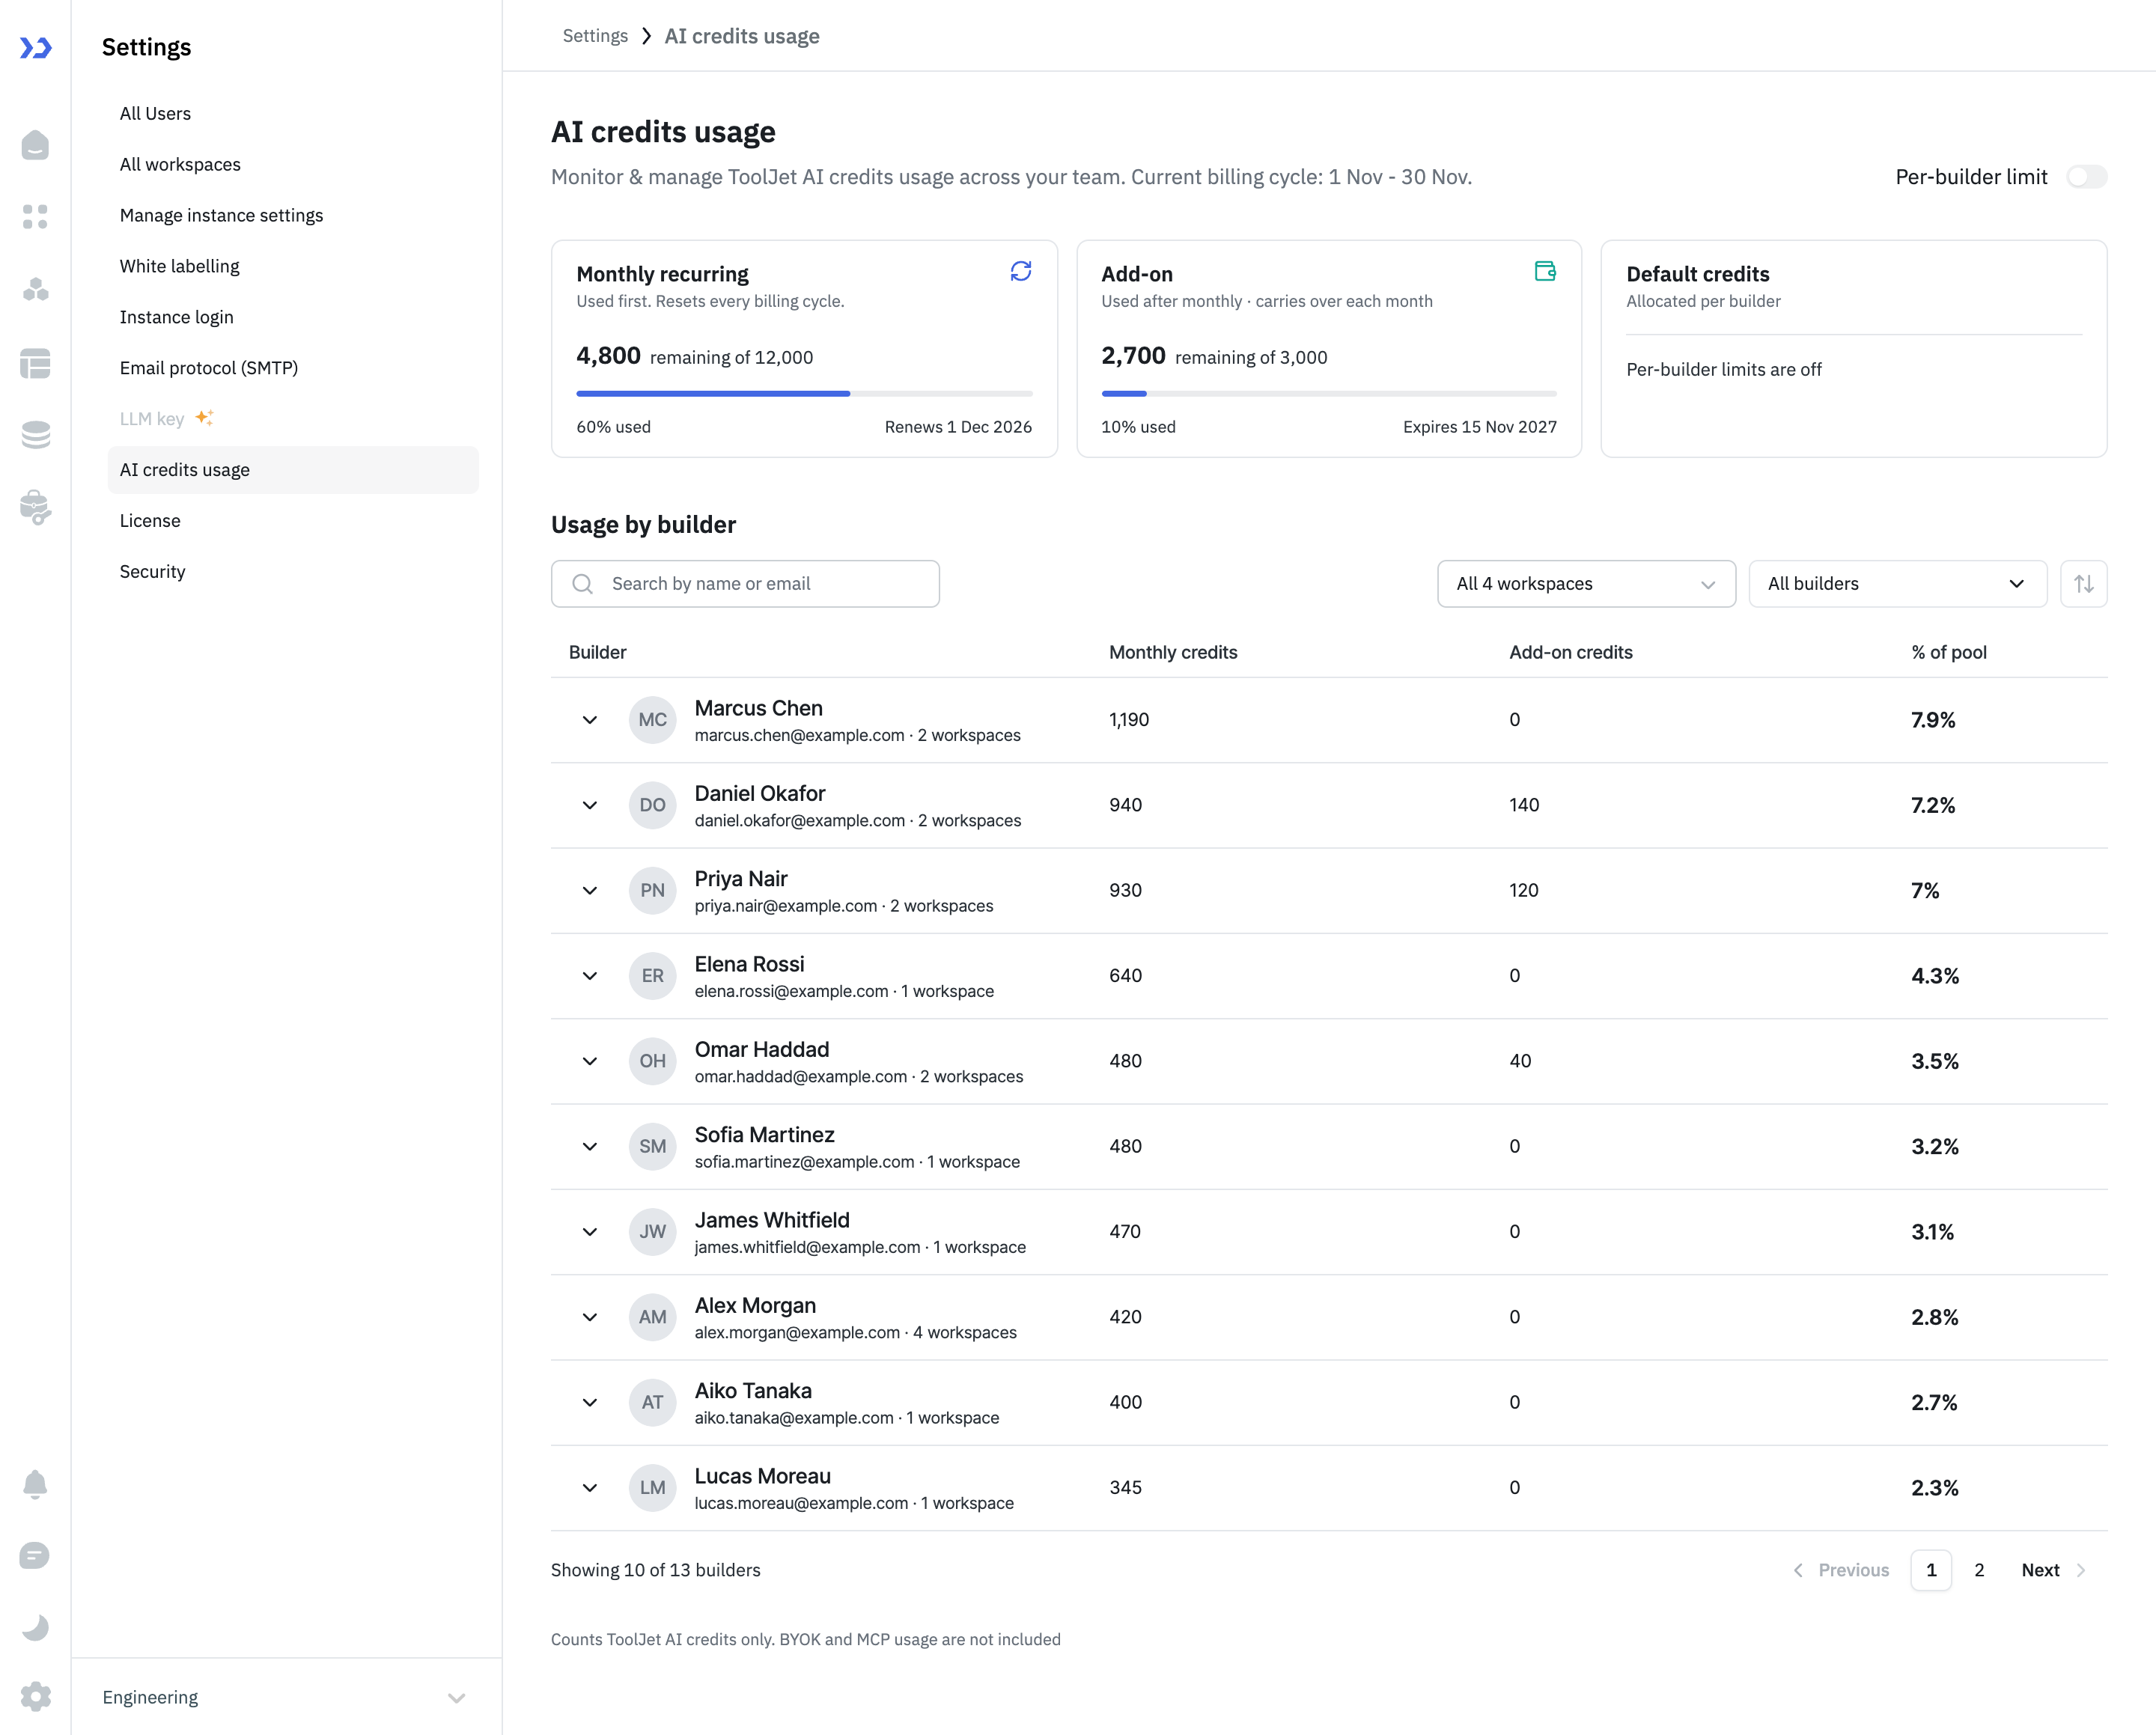 Settings
All Users
All workspaces
Manage instance settings
White labelling
Instance login
Email protocol (SMTP)
LLM key
AI credits usage
License
Security
Engineering
Settings AI credits usage
AI credits usage
Monitor & manage ToolJet AI credits usage across your team. Current billing cycle: 1 Nov - 30 Nov.
Per-builder limit
Monthly recurring
Used first. Resets every billing cycle.
4,800 remaining of 12,000
60% used Renews 1 Dec 2026
Add-on
Used after monthly · carries over each month
2,700 remaining of 3,000
10% used Expires 15 Nov 2027
Default credits
Allocated per builder
Per-builder limits are off
Usage by builder
Search by name or email All 4 workspaces All builders
Builder Monthly credits Add-on credits % of pool
MC Marcus Chen 1,190 0 7.9%
marcus.chen@example.com · 2 workspaces
DO Daniel Okafor 940 140 7.2%
daniel.okafor@example.com · 2 workspaces
PN Priya Nair 930 120 7%
priya.nair@example.com · 2 workspaces
ER Elena Rossi 640 0 4.3%
elena.rossi@example.com · 1 workspace
OH Omar Haddad 480 40 3.5%
omar.haddad@example.com · 2 workspaces
SM Sofia Martinez 480 0 3.2%
sofia.martinez@example.com · 1 workspace
JW James Whitfield 470 0 3.1%
james.whitfield@example.com · 1 workspace
AM Alex Morgan 420 0 2.8%
alex.morgan@example.com · 4 workspaces
AT Aiko Tanaka 400 0 2.7%
aiko.tanaka@example.com · 1 workspace
LM Lucas Moreau 345 0 2.3%
lucas.moreau@example.com · 1 workspace
Showing 10 of 13 builders Previous 1 2 Next
Counts ToolJet AI credits only. BYOK and MCP usage are not included